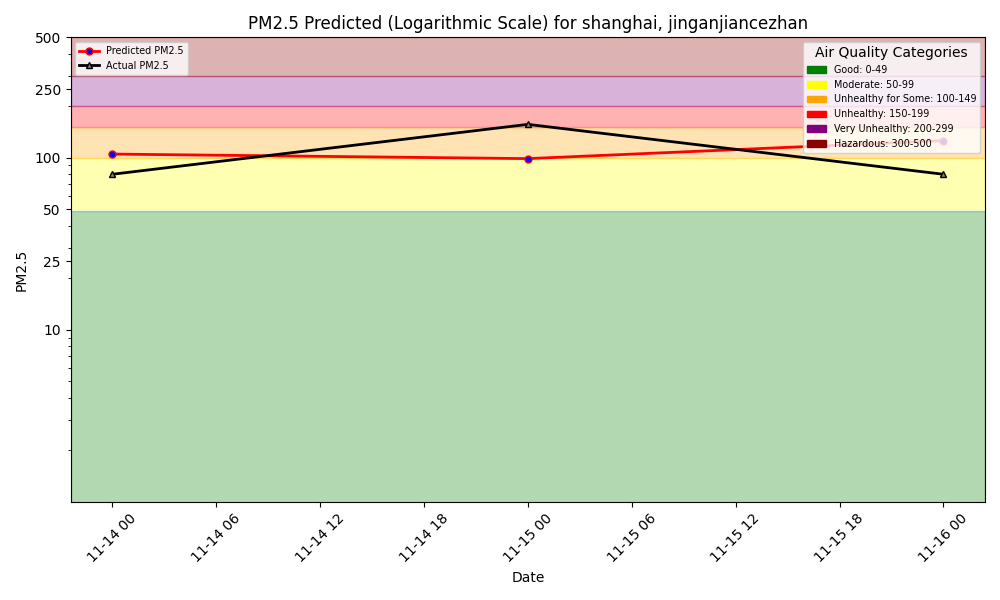 PM2.5 Predicted (Logarithmic Scale) for shanghai, jinganjiancezhan
Predicted PM2.5
Actual PM2.5
Air Quality Categories
Good: 0-49
Moderate: 50-99
Unhealthy for Some: 100-149
Unhealthy: 150-199
Very Unhealthy: 200-299
Hazardous: 300-500
500
250
100
50
25
10
PM2.5
11-14 00
11-14 06
11-14 12
11-14 18
11-15 00
11-15 06
11-15 12
11-15 18
11-16 00
Date